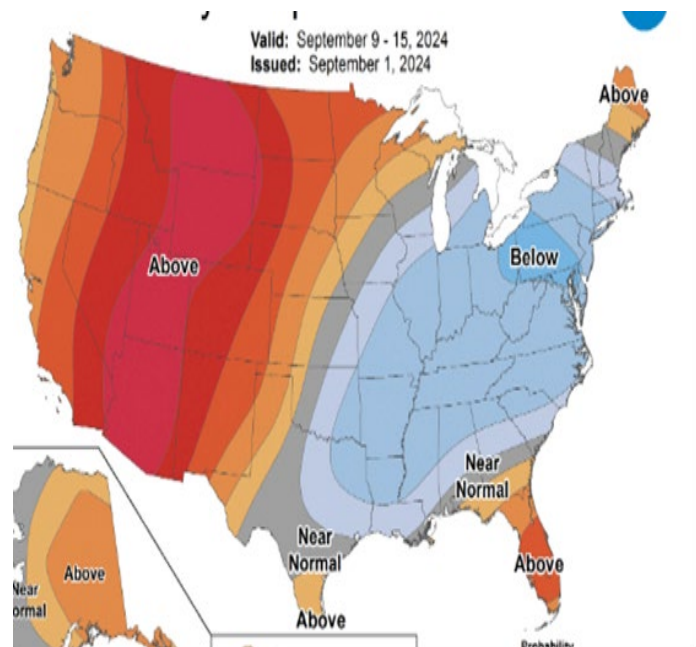 Valid: September 9 - 15, 2024
Issued: September 1, 2024
Above
Above
Below
Near
Normal
Near
Normal
Above
Above
Above
Near
ormal
Probability